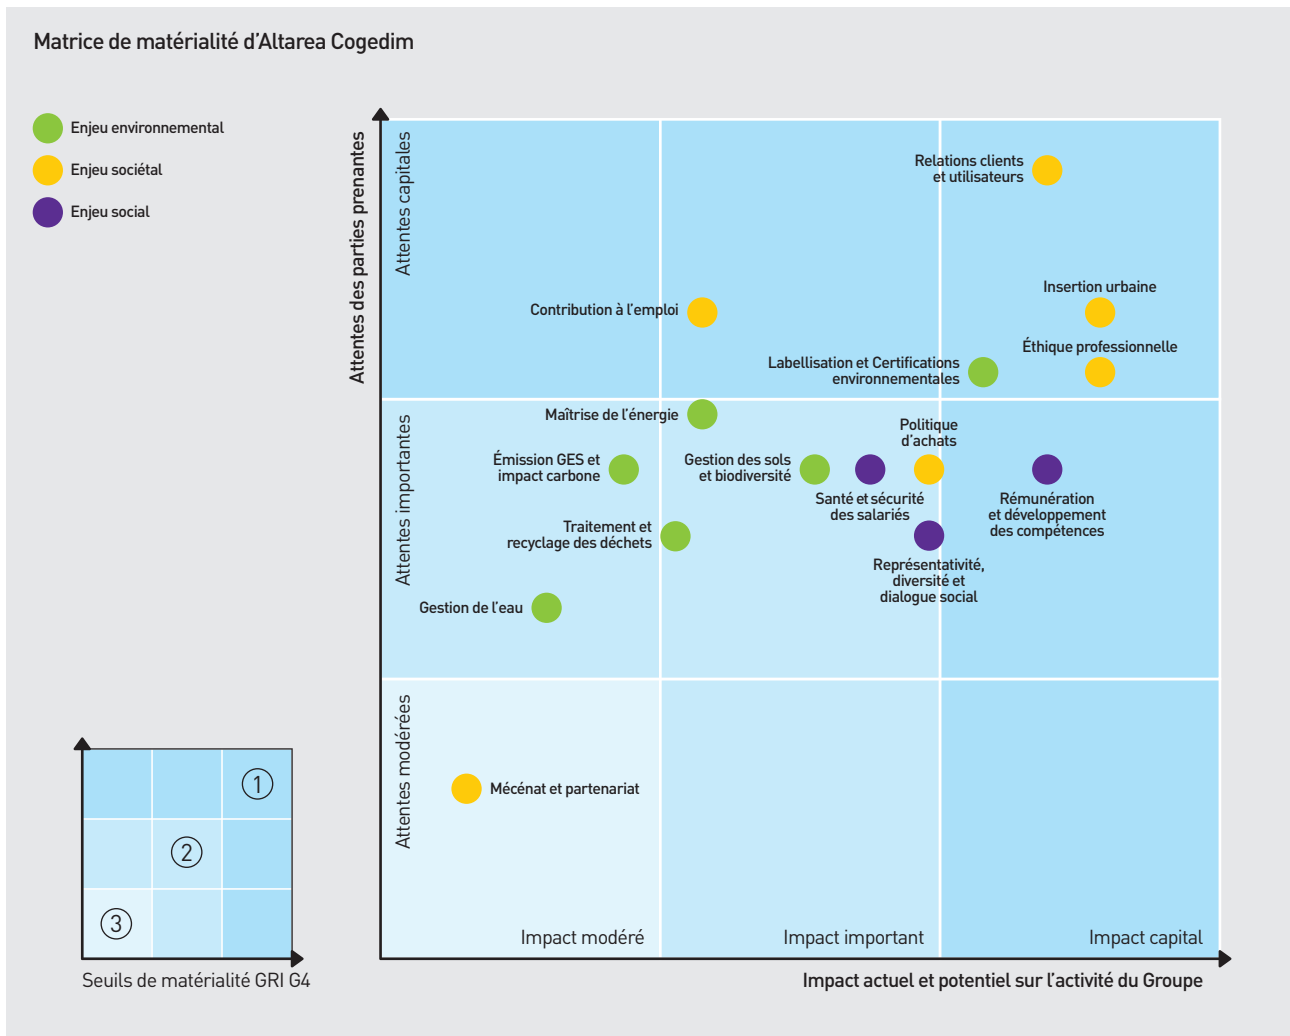 Matrice de matérialité d'Altarea Cogedim
Enjeu environnemental
Enjeu sociétal
Enjeu social
Attentes des parties prenantes
Attentes capitales
Attentes importantes
Attentes modérées
Relations clients
et utilisateurs
Insertion urbaine
Contribution à l'emploi
Éthique professionnelle
Labellisation et Certifications
environnementales
Maîtrise de l'énergie
Politique
d'achats
Émission GES et
impact carbone
Gestion des sols
et biodiversité
Santé et sécurité
des salariés
Rémunération
et développement
des compétences
Traitement et
recyclage des déchets
Représentativité,
diversité et
dialogue social
Gestion de l'eau
Mécénat et partenariat
Impact modéré
Impact important
Impact capital
Impact actuel et potentiel sur l'activité du Groupe
1
2
3
Seuils de matérialité GRI G4